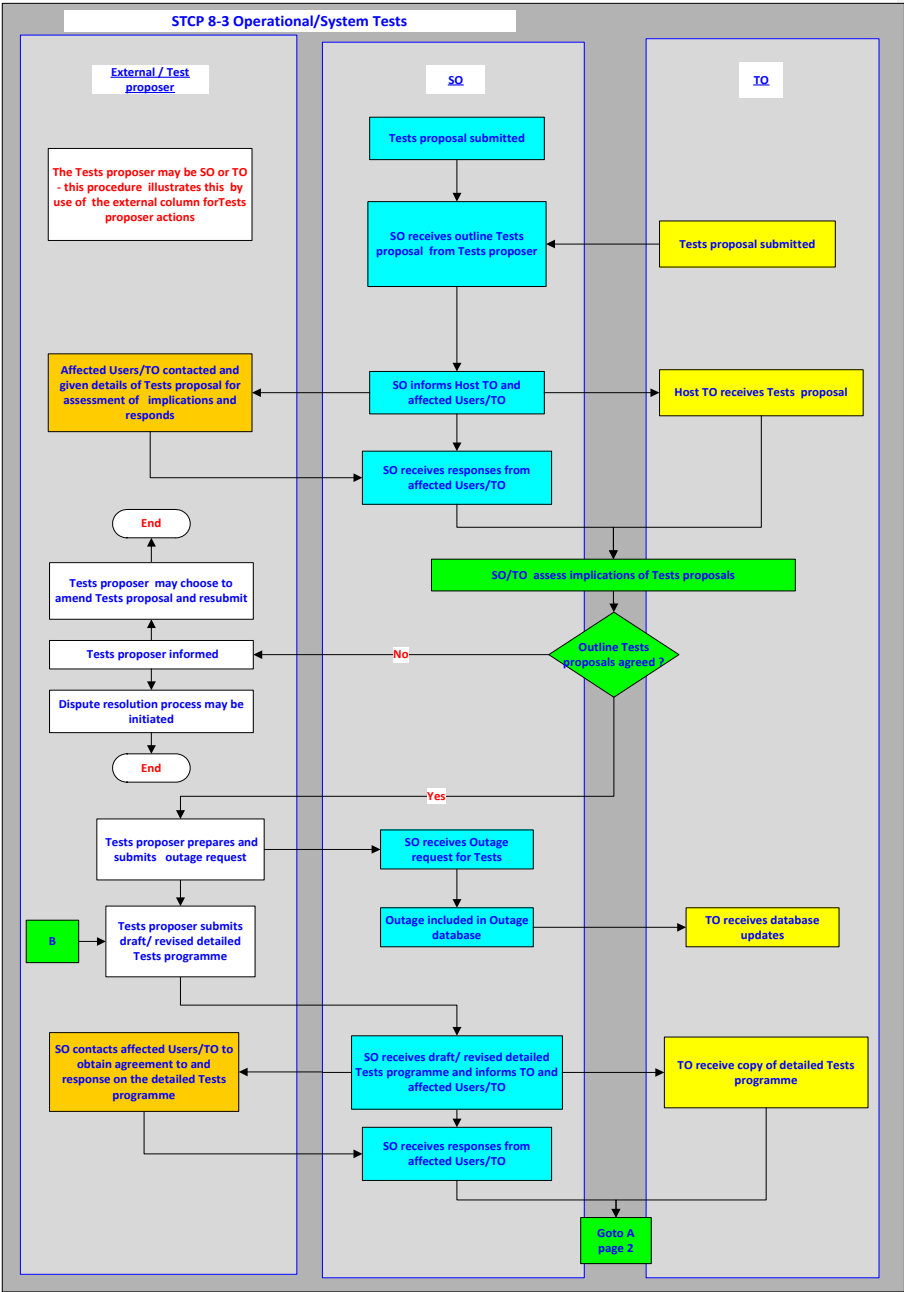 STCP 8-3 Operational/System Tests
External / Test
proposer
SO
TO
Tests proposal submitted
The Tests proposer may be SO or TO
- this procedure illustrates this by
use of the external column forTests
proposer actions
SO receives outline Tests
proposal from Tests proposer
Tests proposal submitted
Affected Users/TO contacted and
given details of Tests proposal for
assessment of implications and
responds
SO informs Host TO and
affected Users/TO
Host TO receives Tests proposal
SO receives responses from
affected Users/TO
End
Tests proposer may choose to
amend Tests proposal and resubmit
SO/TO assess implications of Tests proposals
Tests proposer informed
No
Outline Tests
proposals agreed ?
Dispute resolution process may be
initiated
End
Yes
Tests proposer prepares and
submits outage request
SO receives Outage
request for Tests
B
Tests proposer submits
draft/ revised detailed
Tests programme
Outage included in Outage
database
TO receives database
updates
SO contacts affected Users/TO to
obtain agreement to and
response on the detailed Tests
programme
SO receives draft/ revised detailed
Tests programme and informs TO and
affected Users/TO
TO receive copy of detailed Tests
programme
SO receives responses from
affected Users/TO
Goto A
page 2